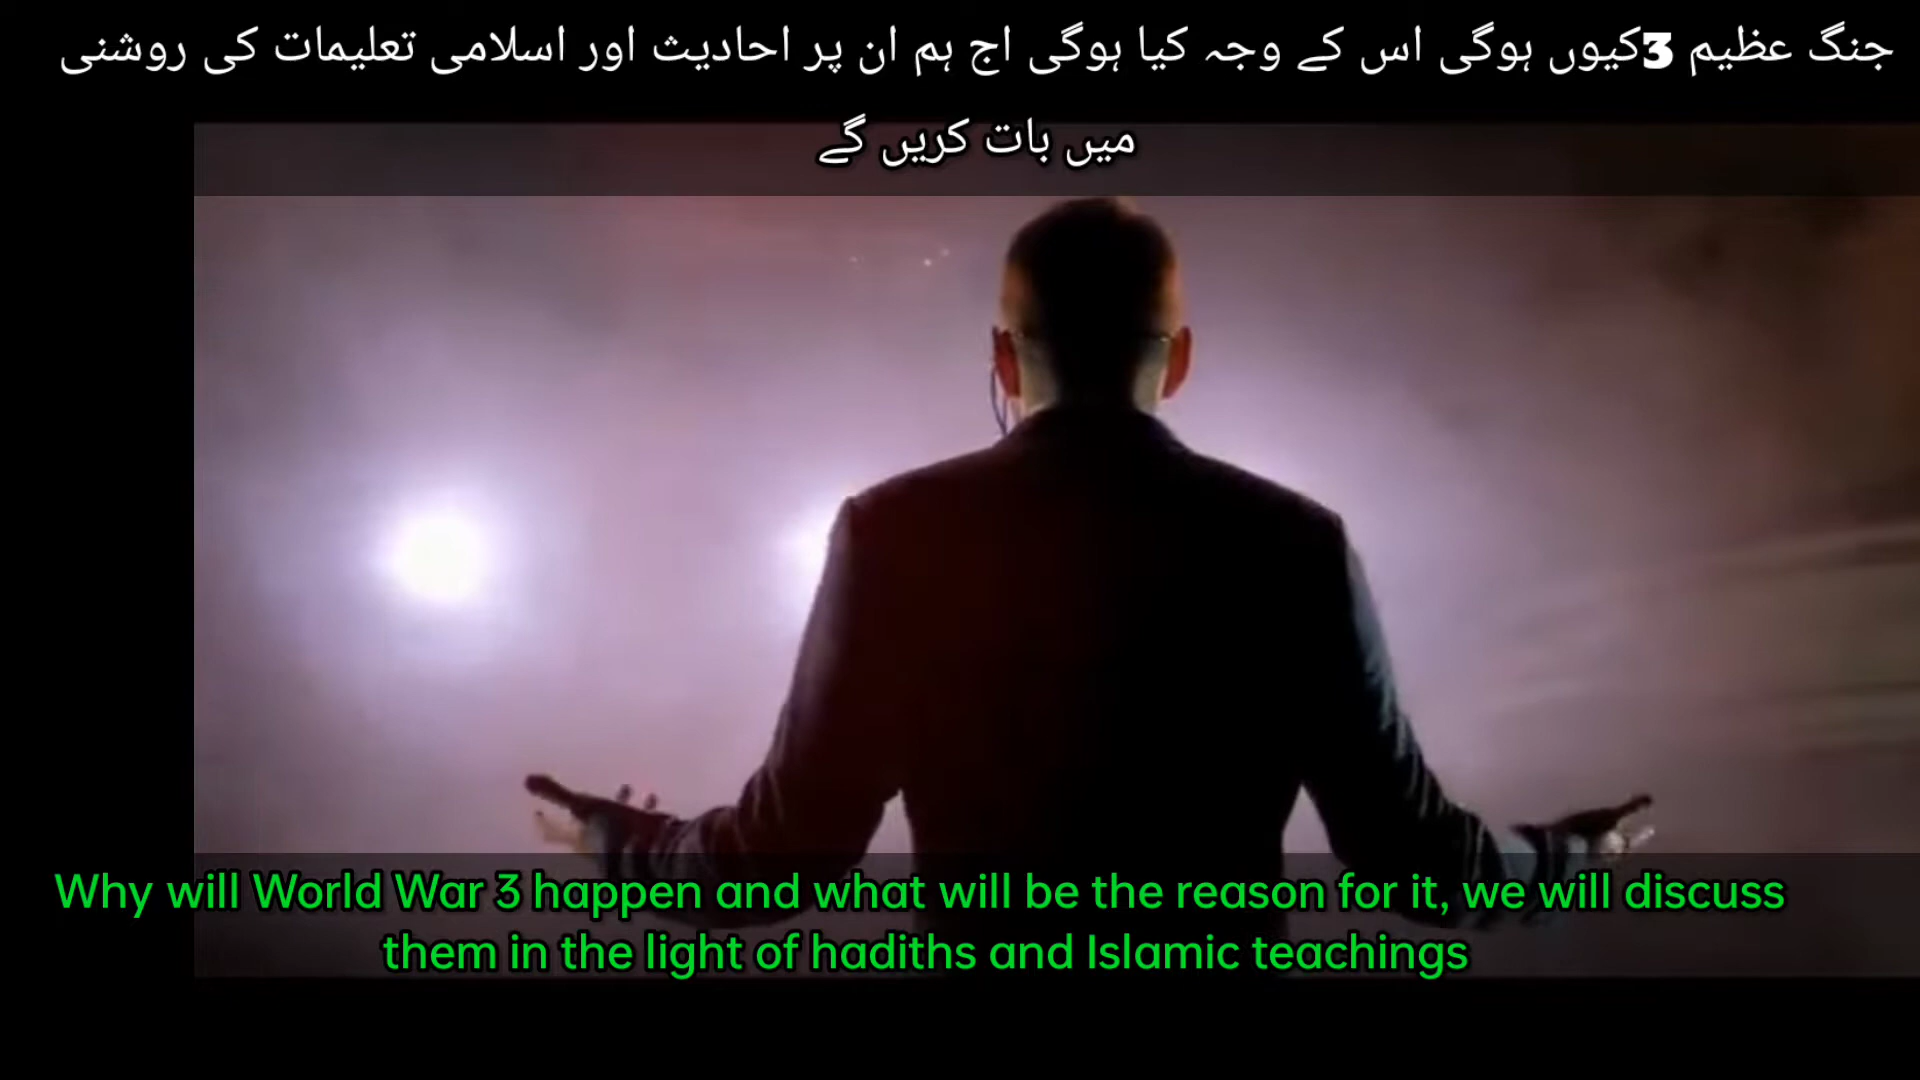 جنگ عظیم 3کیوں ہوگی اس کے وجہ کیا ہوگی اج ہم ان پر احادیث اور اسلامی تعلیمات کی روشنی
میں بات کریں گے
Why will World War 3 happen and what will be the reason for it, we will discuss
them in the light of hadiths and Islamic teachings